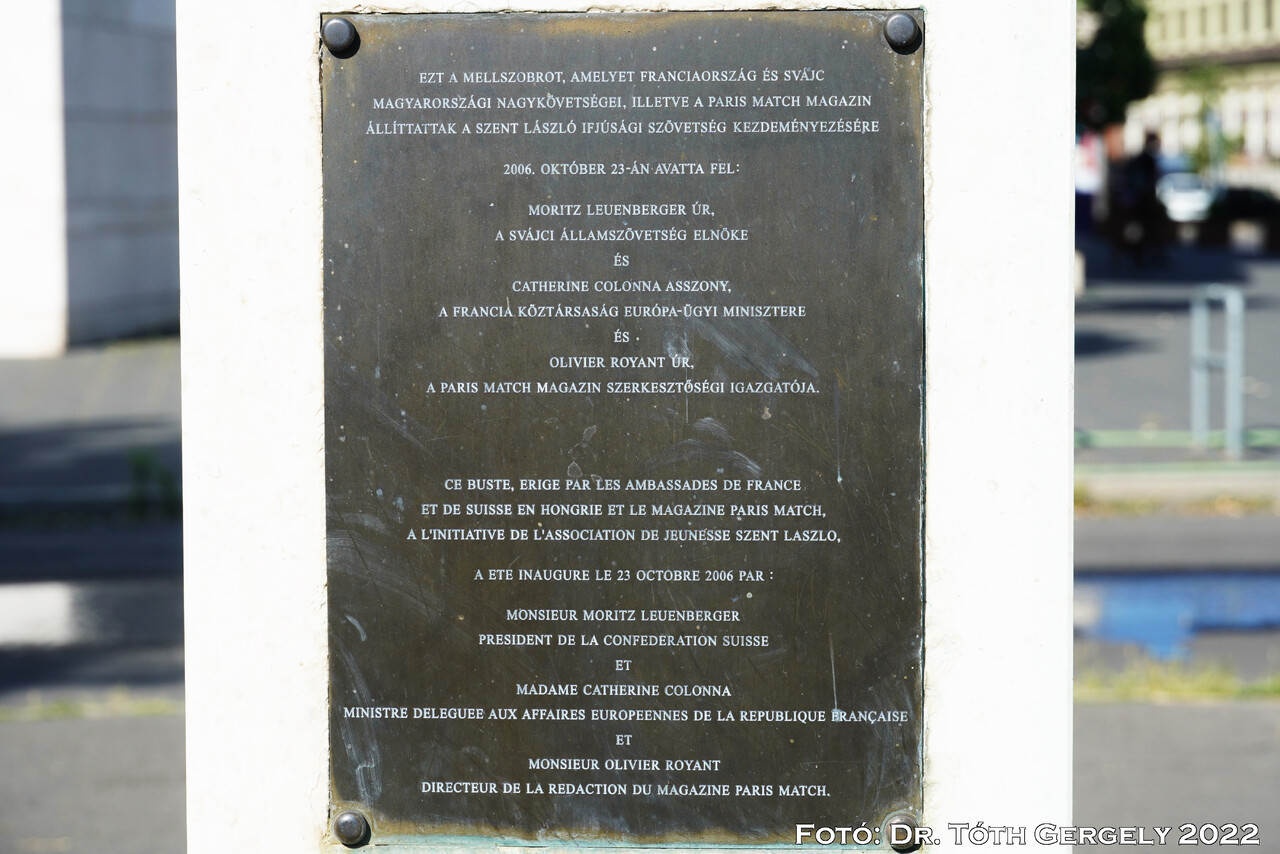 EZT A MELLSZOBROT, AMELYET FRANCIAORSZÁG ÉS SVÁJC
MAGYARORSZÁGI NAGYKÖVETSÉGEI, ILLETVE A PARIS MATCH MAGAZIN
ÁLLÍTTATTAK A SZENT LÁSZLÓ IFJÚSÁGI SZÖVETSÉG KEZDEMÉNYEZÉSÉRE
2006. OKTÓBER 23-ÁN AVATTA FEL:
MORITZ LEUENBERGER ÚR,
A SVÁJCI ÁLLAMSZÖVETSÉG ELNÖKE
ÉS
CATHERINE COLONNA ASSZONY,
A FRANCIA KÖZTÁRSASÁG EURÓPA-ÜGYI MINISZTERE
ÉS
OLIVIER ROYANT ÚR,
A PARIS MATCH MAGAZIN SZERKESZTŐSÉGI IGAZGATÓJA.
CE BUSTE, ERIGE PAR LES AMBASSADES DE FRANCE
ET DE SUISSE EN HONGRIE ET LE MAGAZINE PARIS MATCH,
A L'INITIATIVE DE L'ASSOCIATION DE JEUNESSE SZENT LASZLO,
A ETE INAUGURE LE 23 OCTOBRE 2006 PAR :
MONSIEUR MORITZ LEUENBERGER
PRESIDENT DE LA CONFEDERATION SUISSE
ET
MADAME CATHERINE COLONNA
MINISTRE DELEGUEE AUX AFFAIRES EUROPEENNES DE LA REPUBLIQUE FRANÇAISE
ET
MONSIEUR OLIVIER ROYANT
DIRECTEUR DE LA REDACTION DU MAGAZINE PARIS MATCH.
FOTÓ: DR. TÓTH GERGELY 2022